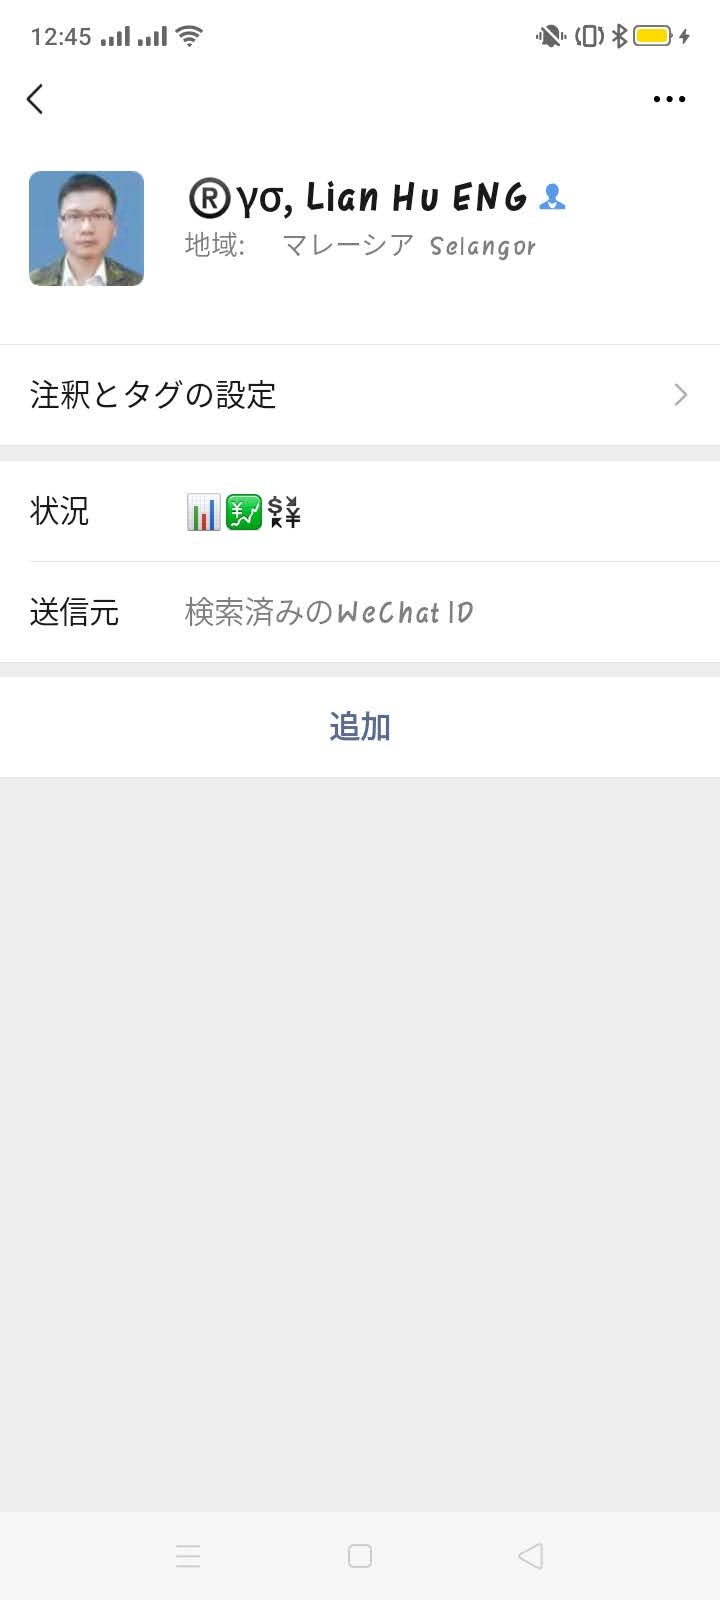 12:45
®γσ, Lian Hu ENG👤
地域: マレーシア Selangor
注釈とタグの設定
状況 📊💹💱
送信元 検索済みのWeChat ID
追加